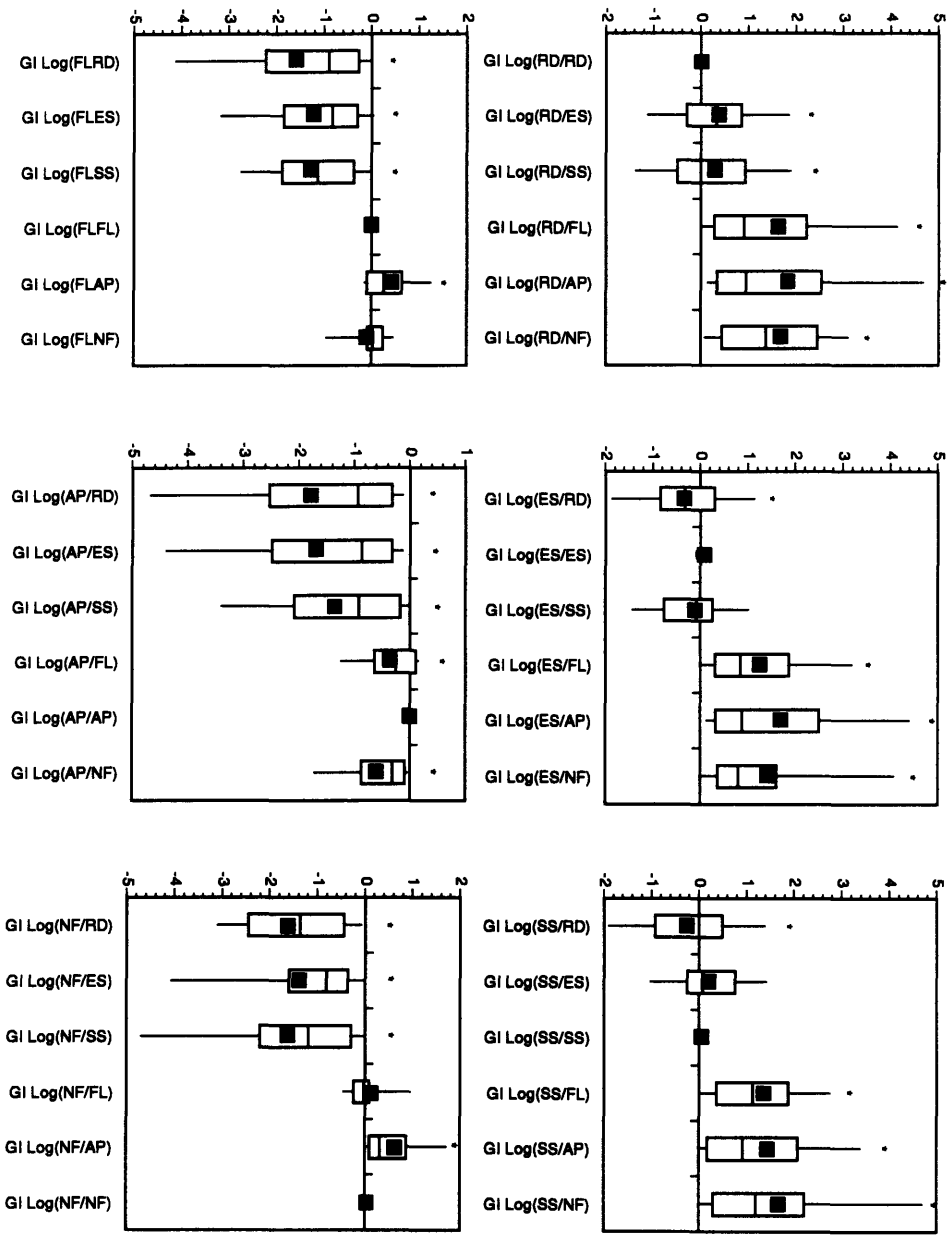 -5 -4 -3 -2 -1 0 1 2
GI Log(FLRD)
GI Log(FLES)
GI Log(FLSS)
GI Log(FLFL)
GI Log(FLAP)
GI Log(FLNF)
-2 -1 0 1 2 3 4 5
GI Log(RD/RD)
GI Log(RD/ES)
GI Log(RD/SS)
GI Log(RD/FL)
GI Log(RD/AP)
GI Log(RD/NF)
-5 -4 -3 -2 -1 0 1
GI Log(AP/RD)
GI Log(AP/ES)
GI Log(AP/SS)
GI Log(AP/FL)
GI Log(AP/AP)
GI Log(AP/NF)
-2 -1 0 1 2 3 4 5
GI Log(ES/RD)
GI Log(ES/ES)
GI Log(ES/SS)
GI Log(ES/FL)
GI Log(ES/AP)
GI Log(ES/NF)
-5 -4 -3 -2 -1 0 1 2
GI Log(NF/RD)
GI Log(NF/ES)
GI Log(NF/SS)
GI Log(NF/FL)
GI Log(NF/AP)
GI Log(NF/NF)
-2 -1 0 1 2 3 4 5
GI Log(SS/RD)
GI Log(SS/ES)
GI Log(SS/SS)
GI Log(SS/FL)
GI Log(SS/AP)
GI Log(SS/NF)